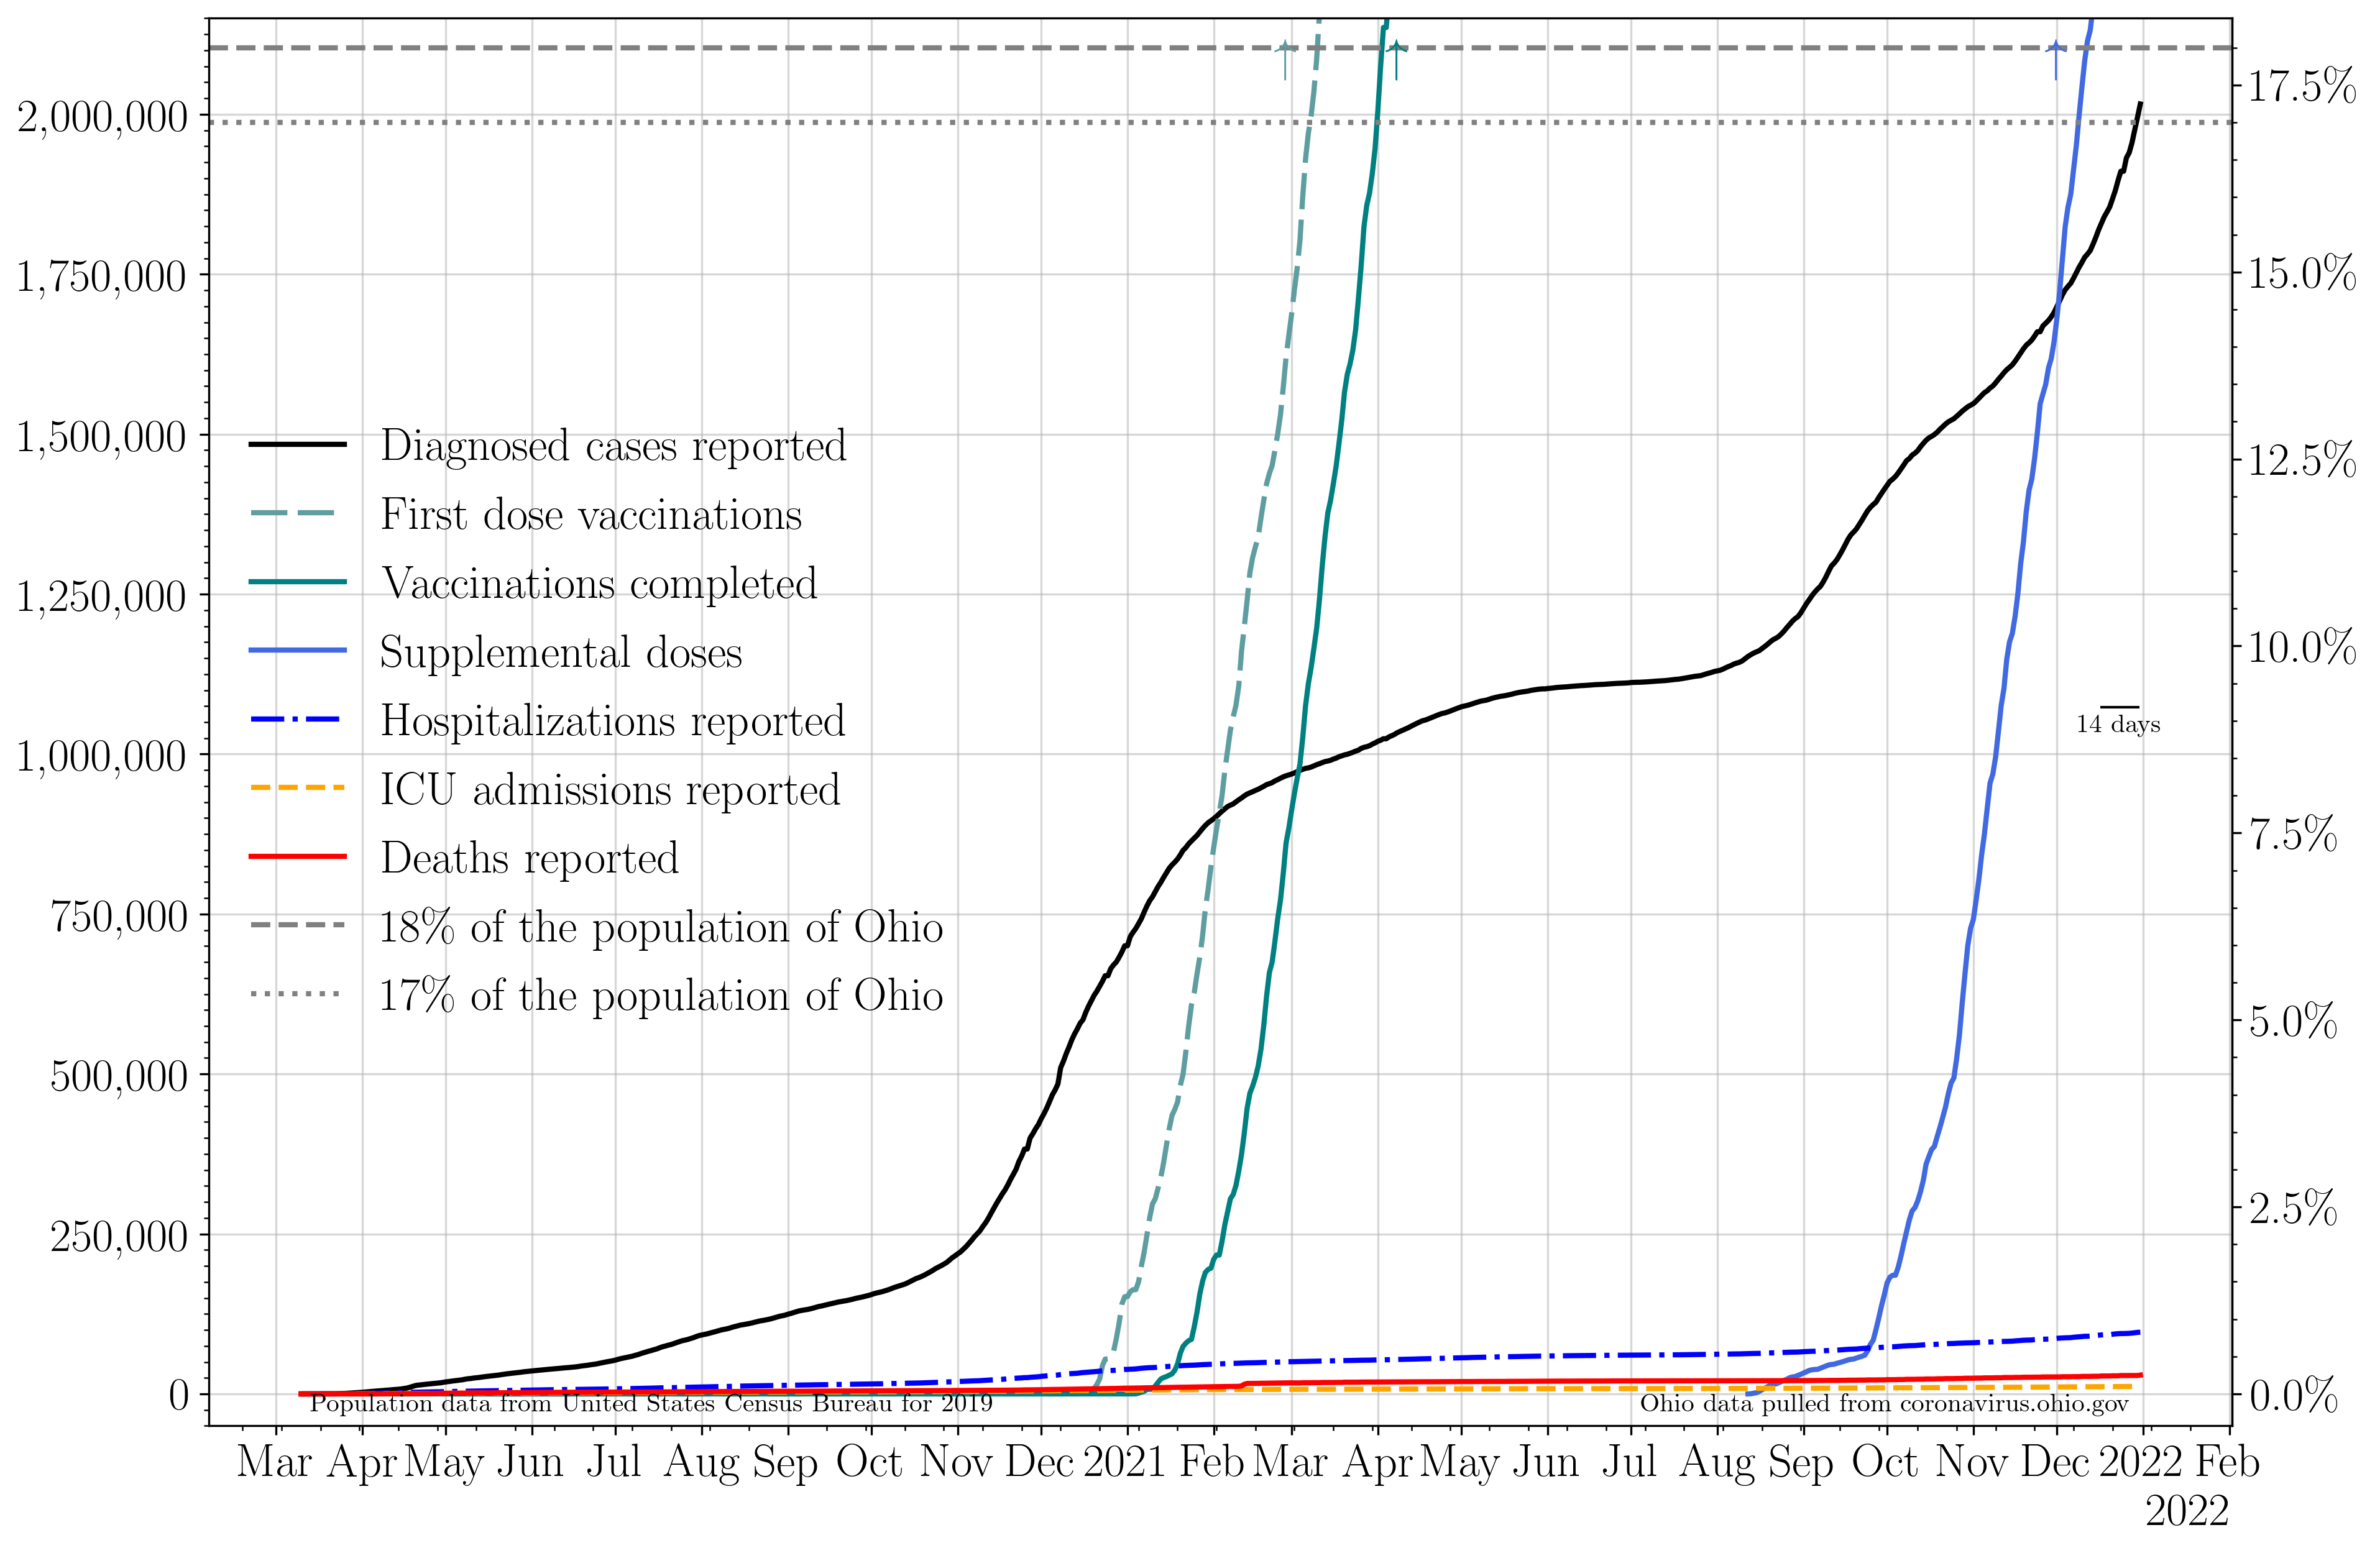 2,000,000
1,750,000
1,500,000
1,250,000
1,000,000
750,000
500,000
250,000
0
17.5%
15.0%
12.5%
10.0%
7.5%
5.0%
2.5%
0.0%
Diagnosed cases reported
First dose vaccinations
Vaccinations completed
Supplemental doses
Hospitalizations reported
ICU admissions reported
Deaths reported
18% of the population of Ohio
17% of the population of Ohio
14 days
Population data from United States Census Bureau for 2019
Ohio data pulled from coronavirus.ohio.gov
Mar Apr May Jun Jul Aug Sep Oct Nov Dec 2021 Feb Mar Apr May Jun Jul Aug Sep Oct Nov Dec 2022 Feb
2022